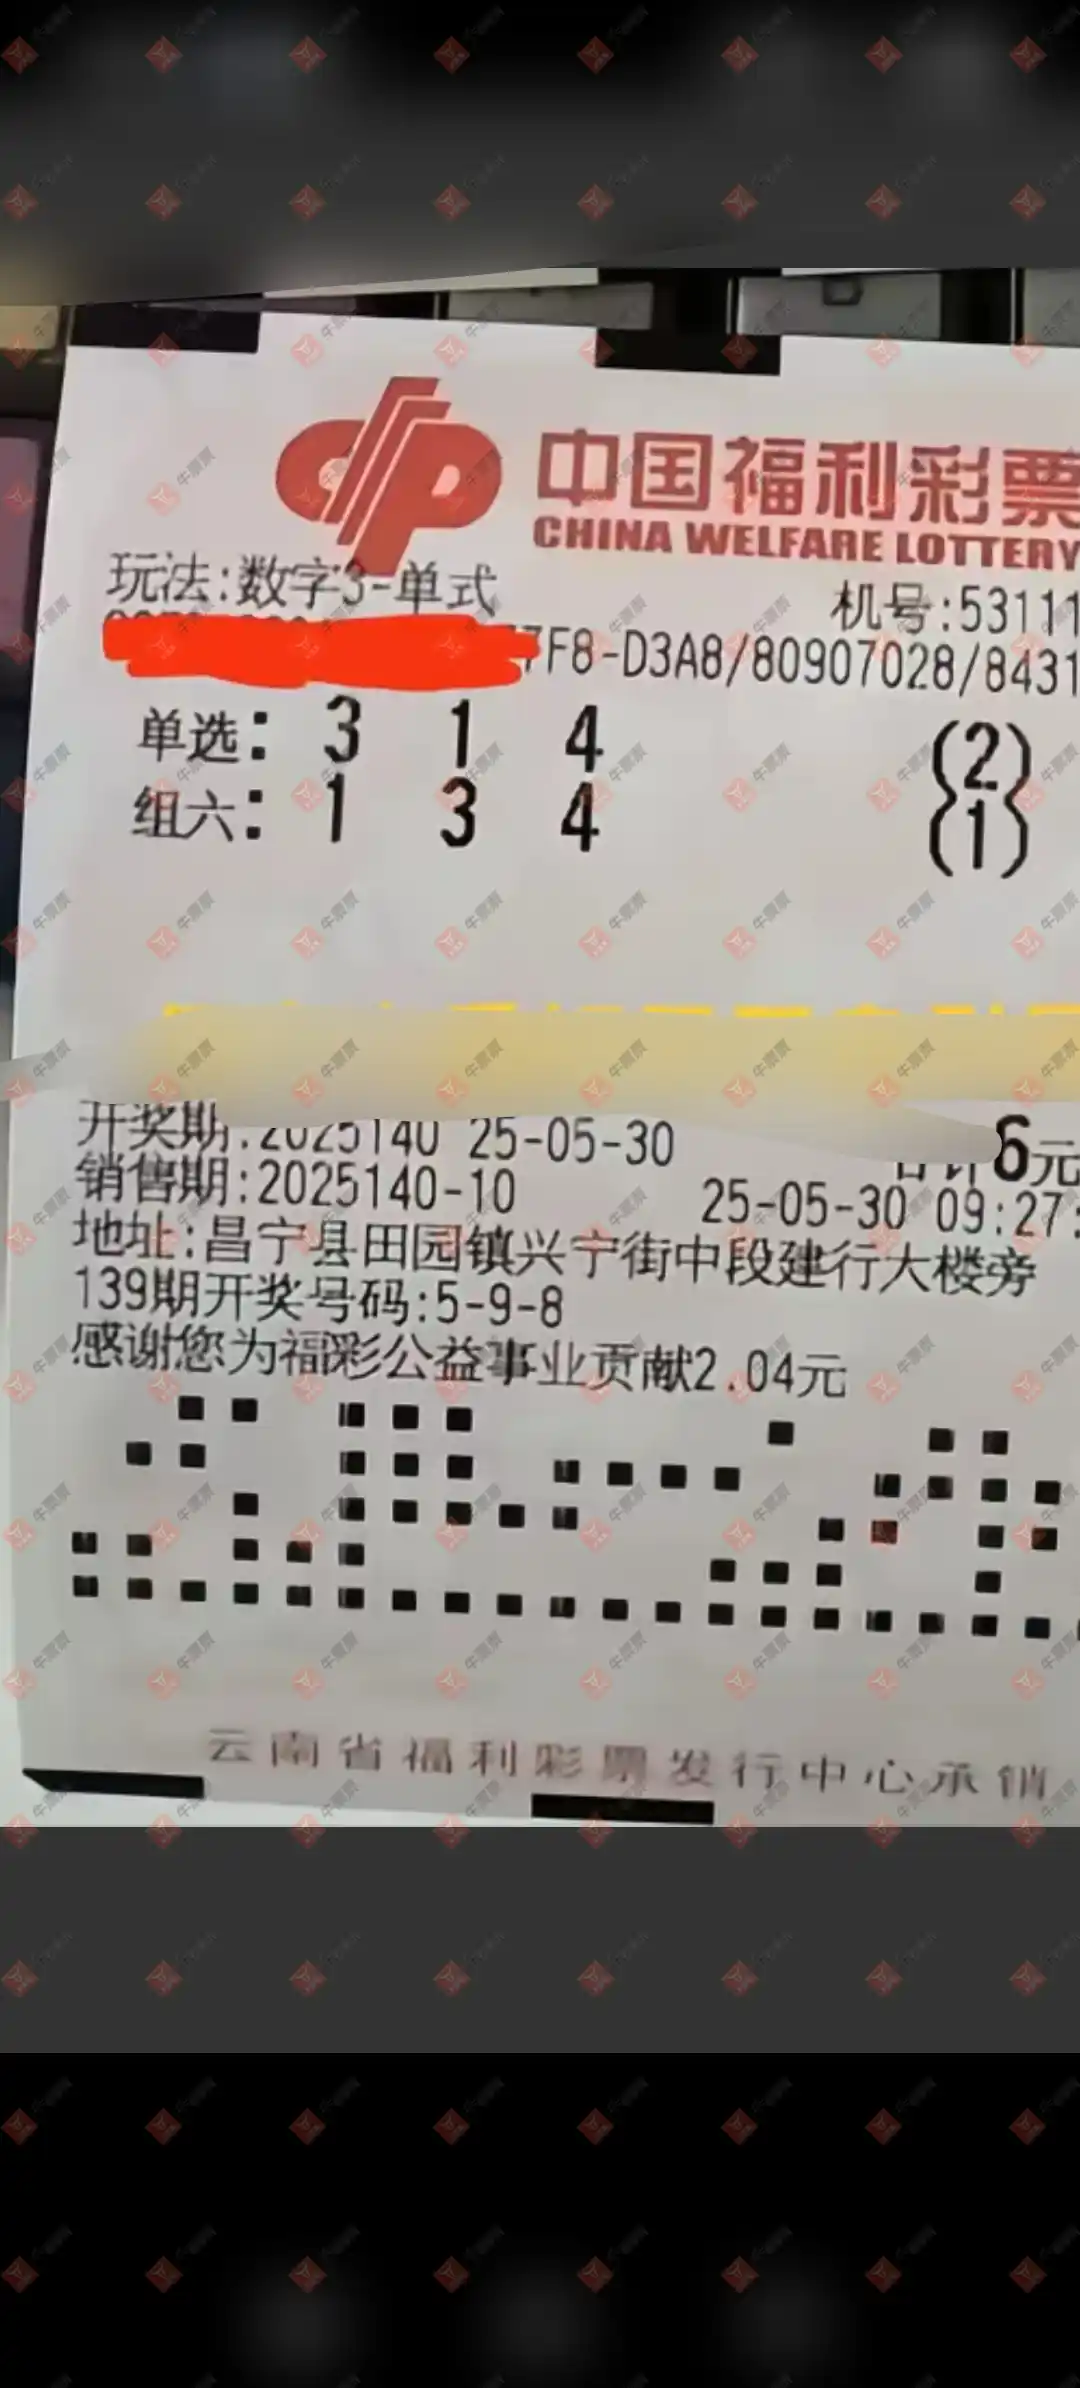 中国福利彩票
CHINA WELFARE LOTTERY
玩法:数字3-单式
机号:53111
7F8-D3A8/80907028/8431
单选: 3 1 4 (2)
组六: 1 3 4 (1)
开奖期:2025140 25-05-30
合计6元
销售期:2025140-10 25-05-30 09:27:
地址:昌宁县田园镇兴宁街中段建行大楼旁
139期开奖号码:5-9-8
感谢您为福彩公益事业贡献2.04元
云南省福利彩票发行中心承销
牛票票